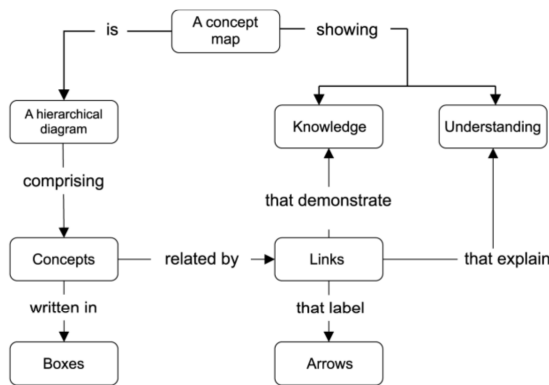 is
A concept
map
showing
A hierarchical
diagram
Knowledge
Understanding
comprising
that demonstrate
Concepts
related by
Links
that explain
written in
that label
Boxes
Arrows